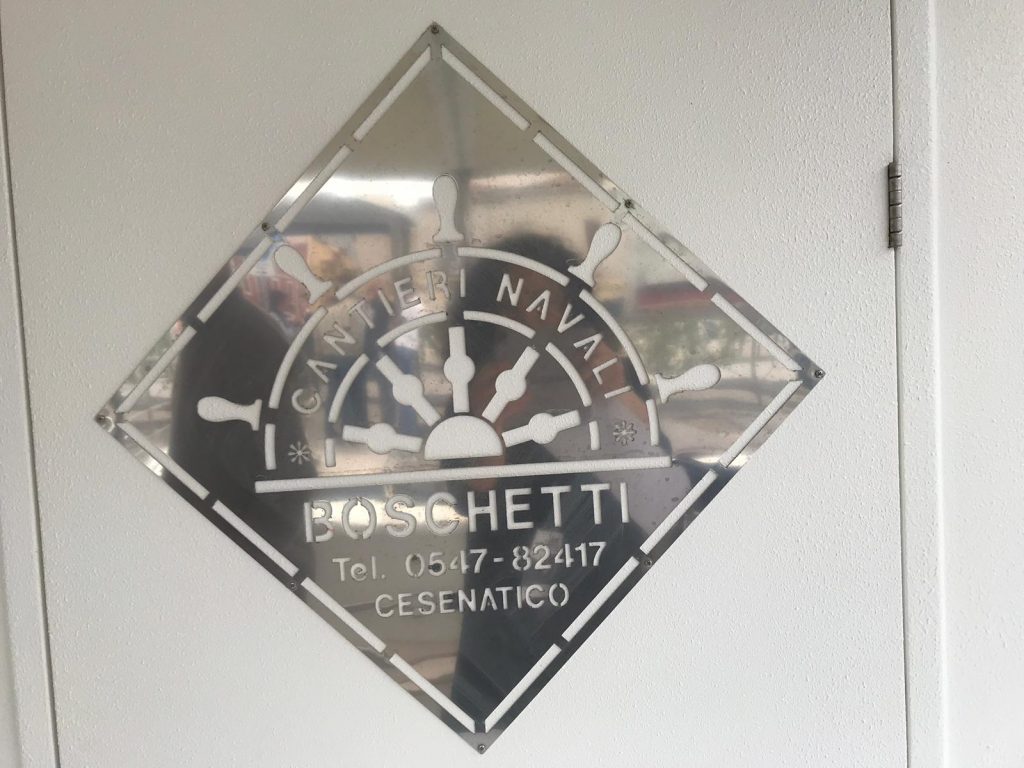 CANTIERI NAVALI
BOSCHETTI
Tel. 0547-82417
CESENATICO